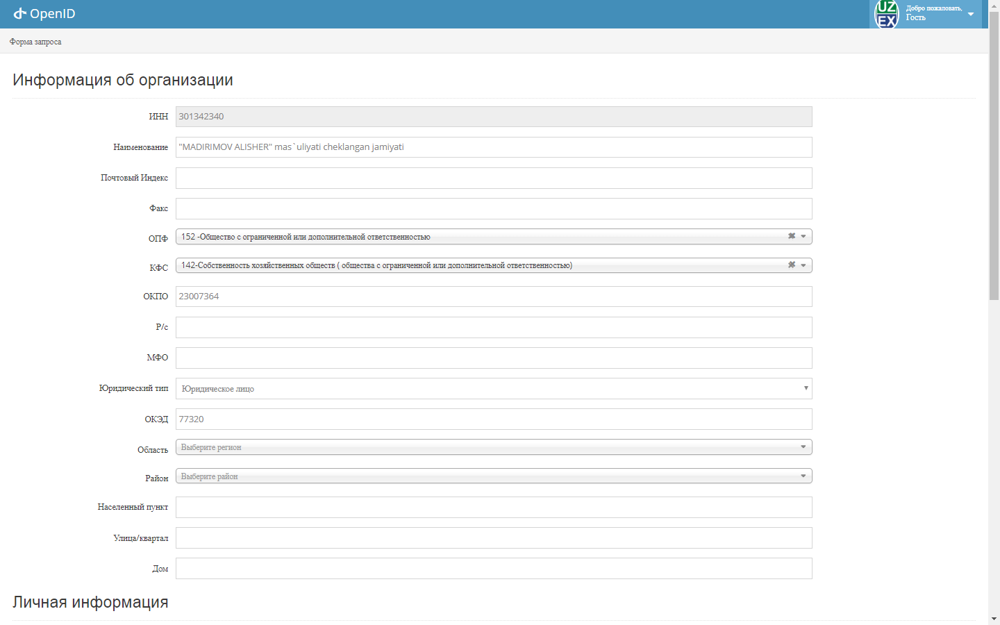 OpenID
UZ
EX
Добро пожаловать,
Гость
Форма запроса
Информация об организации
ИНН 301342340
Наименование "MADIRIMOV ALISHER" mas`uliyati cheklangan jamiyati
Почтовый Индекс
Факс
ОПФ 152 -Общество с ограниченной или дополнительной ответственностью
КФС 142-Собственность хозяйственных обществ ( общества с ограниченной или дополнительной ответственностью)
ОКПО 23007364
Р/с
МФО
Юридический тип Юридическое лицо
ОКЭД 77320
Область Выберите регион
Район Выберите район
Населенный пункт
Улица/квартал
Дом
Личная информация